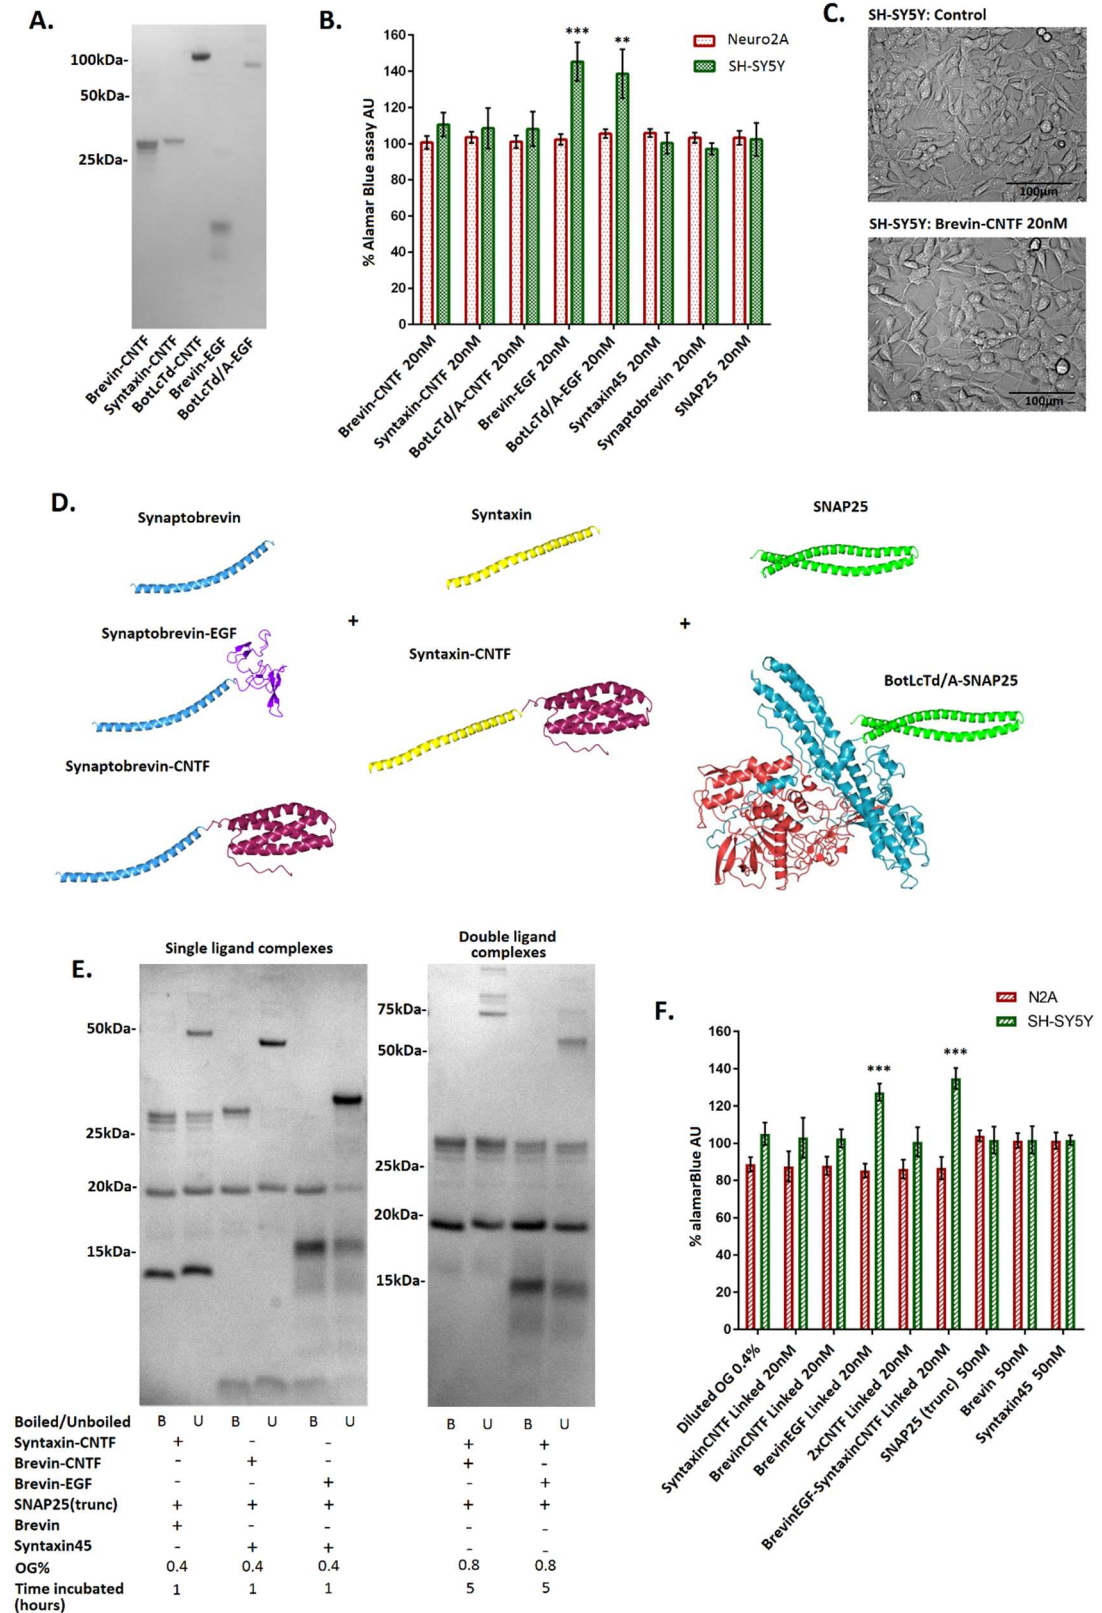 A.
100kDa-
50kDa-
25kDa-
Brevin-CNTF
Syntaxin-CNTF
BotLcTd-CNTF
Brevin-EGF
BotLcTd/A-EGF
B.
% Alamar Blue assay AU
160
140
120
100
80
60
40
20
0
***
**
Neuro2A
SH-SY5Y
Brevin-CNTF 20nM
Syntaxin-CNTF 20nM
BotLcTd/A-CNTF 20nM
Brevin-EGF 20nM
BotLcTd/A-EGF 20nM
Syntaxin45 20nM
Synaptobrevin 20nM
SNAP25 20nM
C.
SH-SY5Y: Control
100µm
SH-SY5Y: Brevin-CNTF 20nM
100µm
D.
Synaptobrevin
Syntaxin
SNAP25
Synaptobrevin-EGF
+
+
Syntaxin-CNTF
BotLcTd/A-SNAP25
Synaptobrevin-CNTF
E.
Single ligand complexes
50kDa-
25kDa-
20kDa-
15kDa-
Double ligand
complexes
75kDa-
50kDa-
25kDa-
20kDa-
15kDa-
Boiled/Unboiled B U B U B U B U B U
Syntaxin-CNTF + - - + +
Brevin-CNTF - + - + -
Brevin-EGF - - + - +
SNAP25(trunc) + + + + +
Brevin + - - - -
Syntaxin45 - + + - -
OG% 0.4 0.4 0.4 0.8 0.8
Time incubated 1 1 1 5 5
(hours)
F.
N2A
SH-SY5Y
% alamarBlue AU
160
140
120
100
80
60
40
20
0
***
***
Diluted OG 0.4%
SyntaxinCNTF Linked 20nM
BrevinCNTF Linked 20nM
BrevinEGF Linked 20nM
2xCNTF Linked 20nM
BrevinEGF-SyntaxinCNTF Linked 20nM
SNAP25 (trunc) 50nM
Brevin 50nM
Syntaxin45 50nM